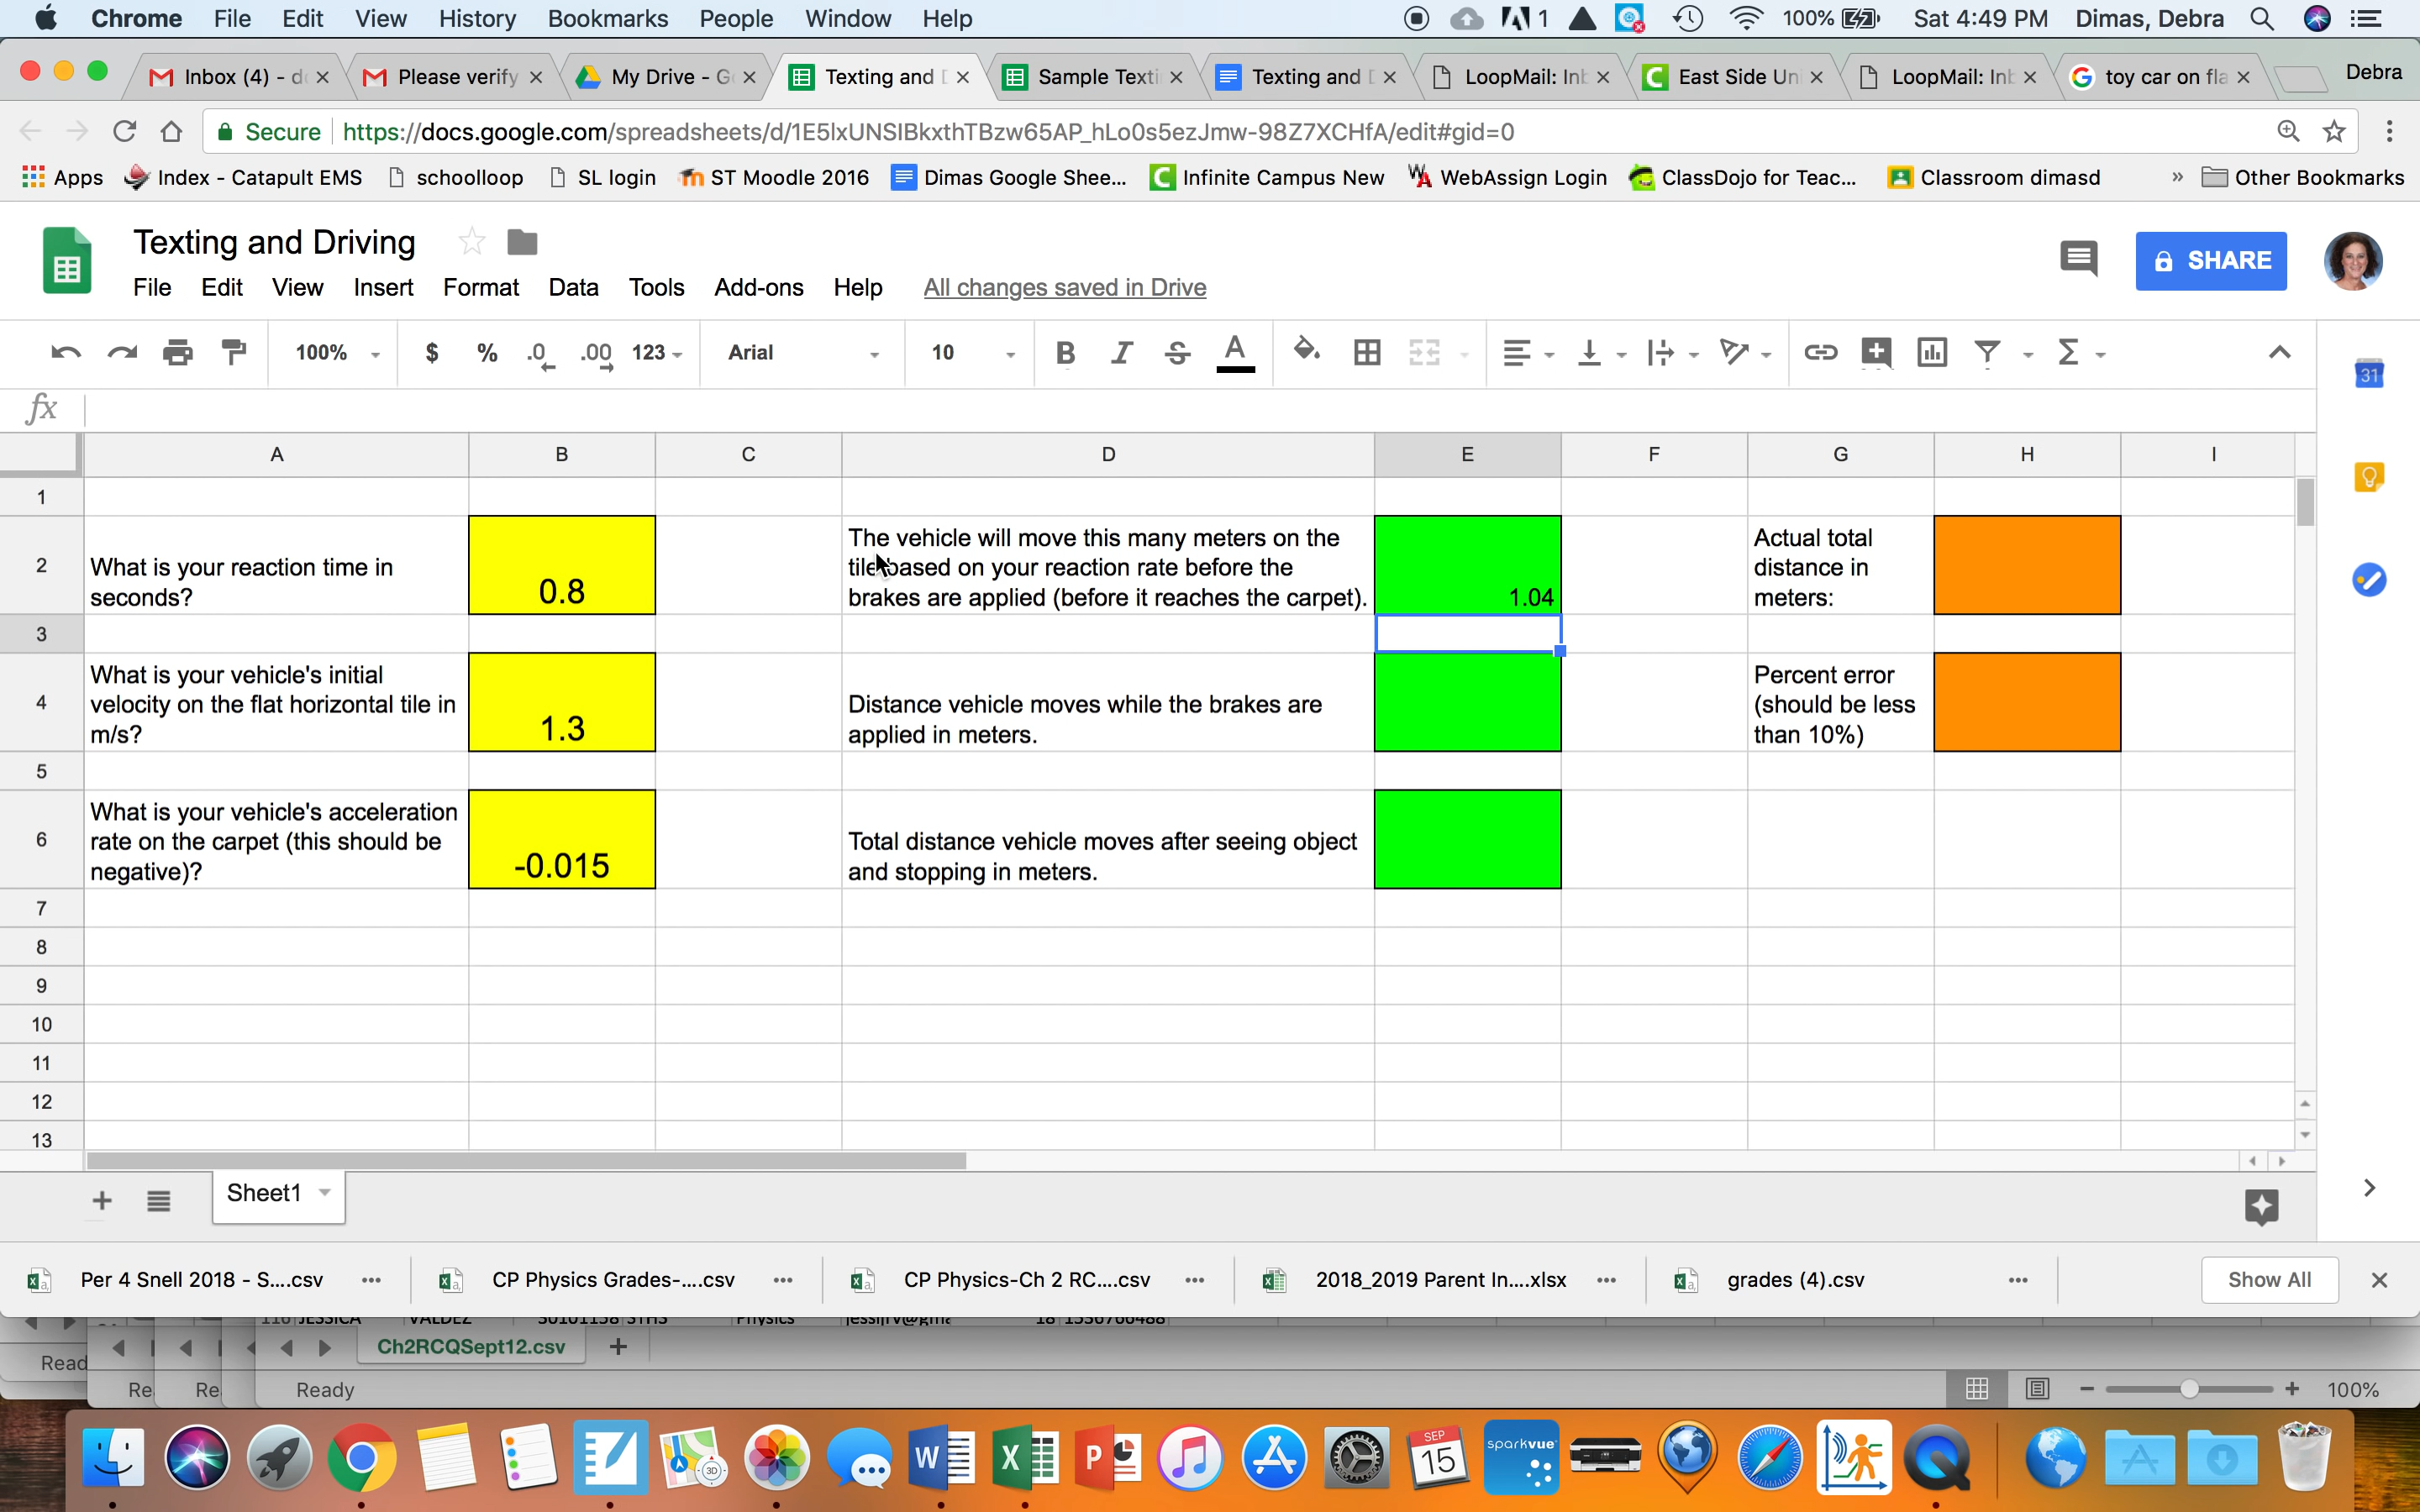 Chrome File Edit View History Bookmarks People Window Help 1 100% Sat 4:49 PM Dimas, Debra
Inbox (4) - d Please verify My Drive - G Texting and D Sample Texti Texting and D LoopMail: Inb East Side Uni LoopMail: Inb toy car on fla Debra
Secure https://docs.google.com/spreadsheets/d/1E5lxUNSIBkxthTBzw65AP_hLo0s5ezJmw-98Z7XCHfA/edit#gid=0
Apps Index - Catapult EMS schoolloop SL login ST Moodle 2016 Dimas Google Shee... Infinite Campus New WebAssign Login ClassDojo for Teac... Classroom dimasd » Other Bookmarks
Texting and Driving
SHARE
File Edit View Insert Format Data Tools Add-ons Help All changes saved in Drive
100% $ % .0 .00 123 Arial 10 B I S A Σ
31
fx
A B C D E F G H I
1
2
What is your reaction time in
seconds?
0.8
The vehicle will move this many meters on the
tile based on your reaction rate before the
brakes are applied (before it reaches the carpet).
1.04
Actual total
distance in
meters:
3
4
What is your vehicle's initial
velocity on the flat horizontal tile in
m/s?
1.3
Distance vehicle moves while the brakes are
applied in meters.
Percent error
(should be less
than 10%)
5
6
What is your vehicle's acceleration
rate on the carpet (this should be
negative)?
-0.015
Total distance vehicle moves after seeing object
and stopping in meters.
7
8
9
10
11
12
13
Sheet1
Per 4 Snell 2018 - S....csv CP Physics Grades-....csv CP Physics-Ch 2 RC....csv 2018_2019 Parent In....xlsx grades (4).csv Show All
Ch2RCQSept12.csv
Read Re Re Ready 100%
3D W X P SEP 15 sparkvue